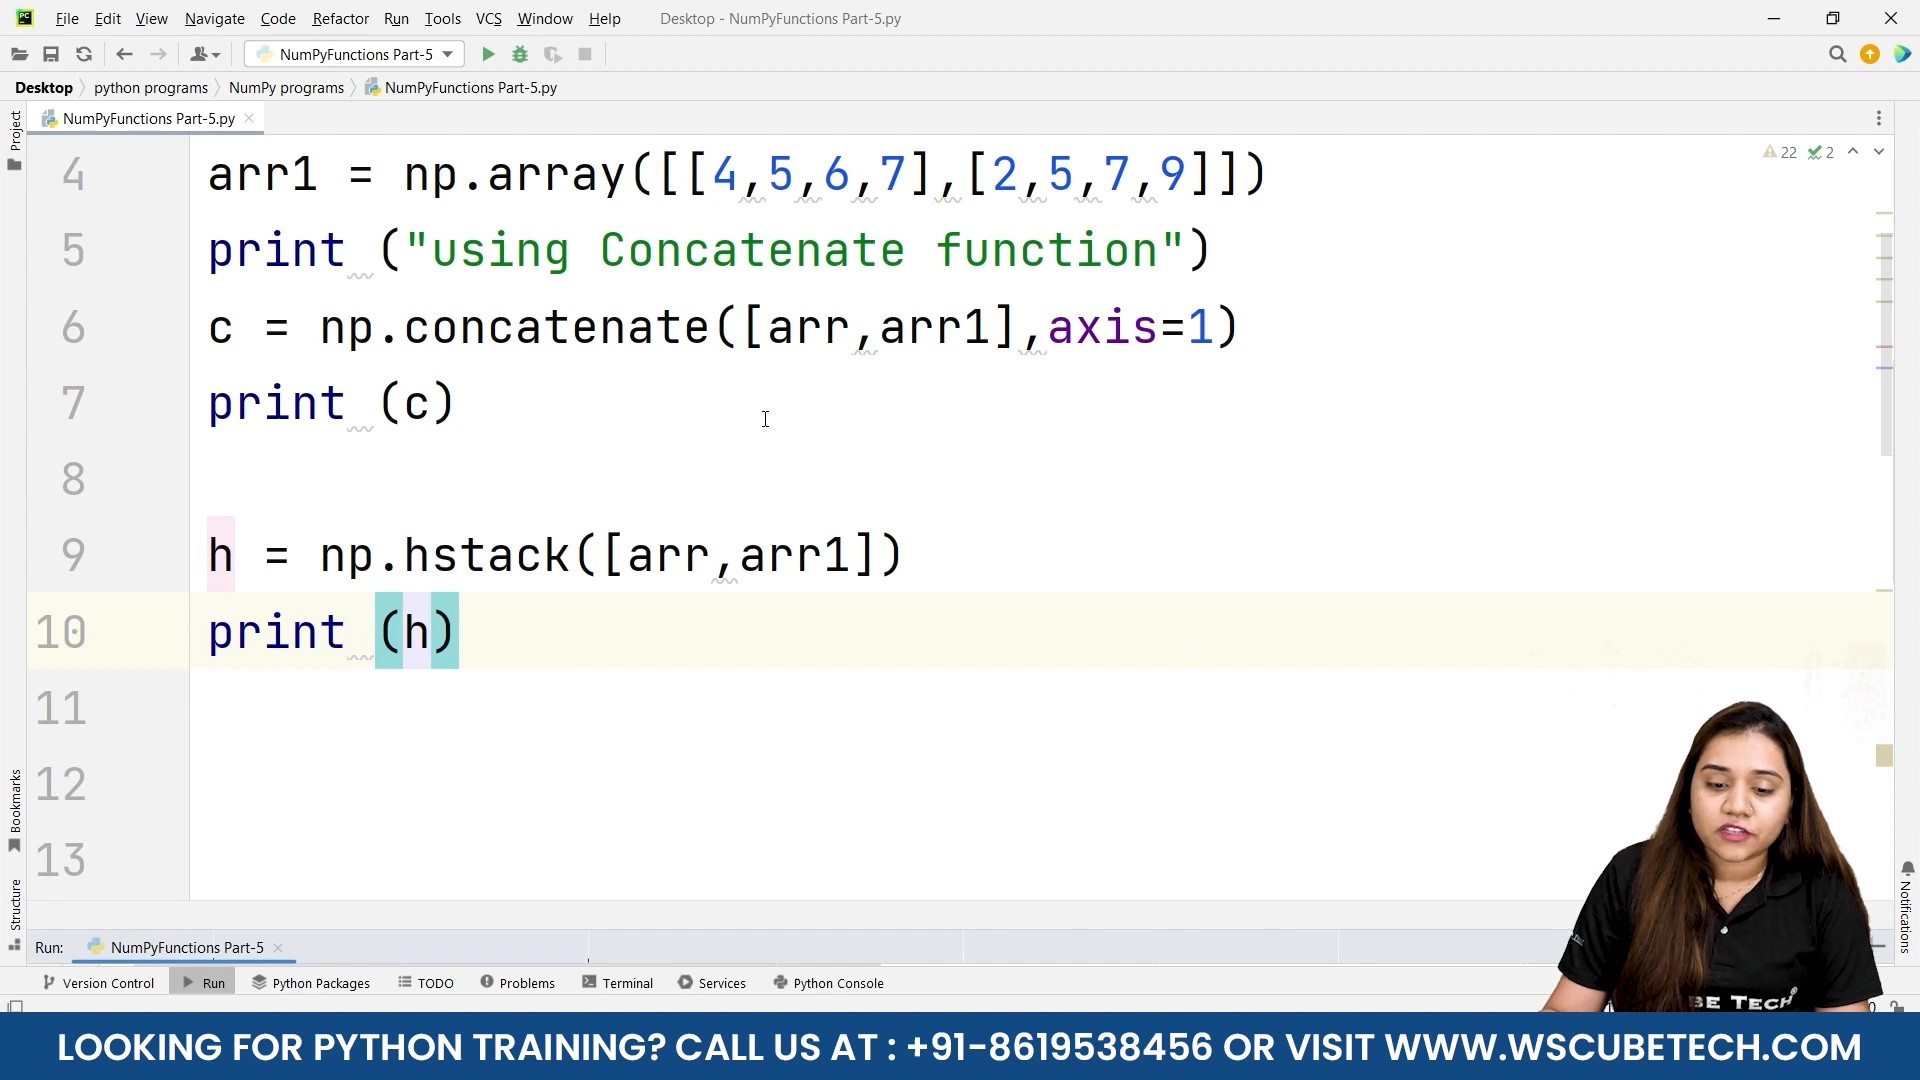 File Edit View Navigate Code Refactor Run Tools VCS Window Help Desktop - NumPyFunctions Part-5.py
NumPyFunctions Part-5
Desktop python programs NumPy programs NumPyFunctions Part-5.py
Project
NumPyFunctions Part-5.py
22 2
4 arr1 = np.array([[4,5,6,7],[2,5,7,9]])
5 print ("using Concatenate function")
6 c = np.concatenate([arr,arr1],axis=1)
7 print (c)
8
9 h = np.hstack([arr,arr1])
10 print (h)
11
12
13
Bookmarks
Structure
Notifications
Run: NumPyFunctions Part-5
Version Control Run Python Packages TODO Problems Terminal Services Python Console
BE TECH
LOOKING FOR PYTHON TRAINING? CALL US AT : +91-8619538456 OR VISIT WWW.WSCUBETECH.COM